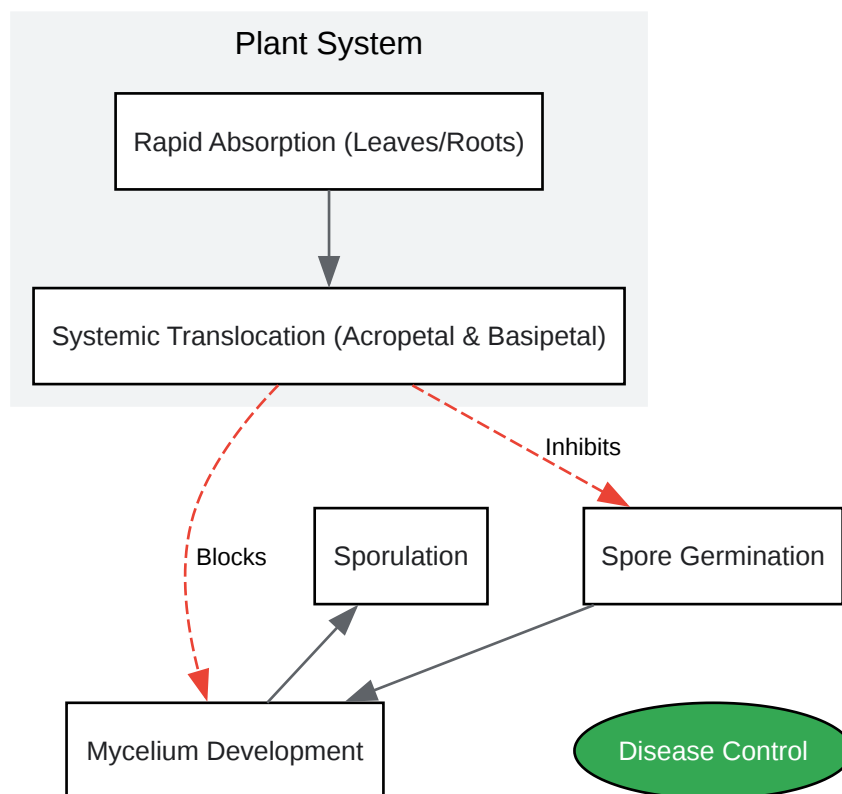 Plant System
Rapid Absorption (Leaves/Roots)
Systemic Translocation (Acropetal & Basipetal)
Inhibits
Blocks
Sporulation
Spore Germination
Mycelium Development
Disease Control